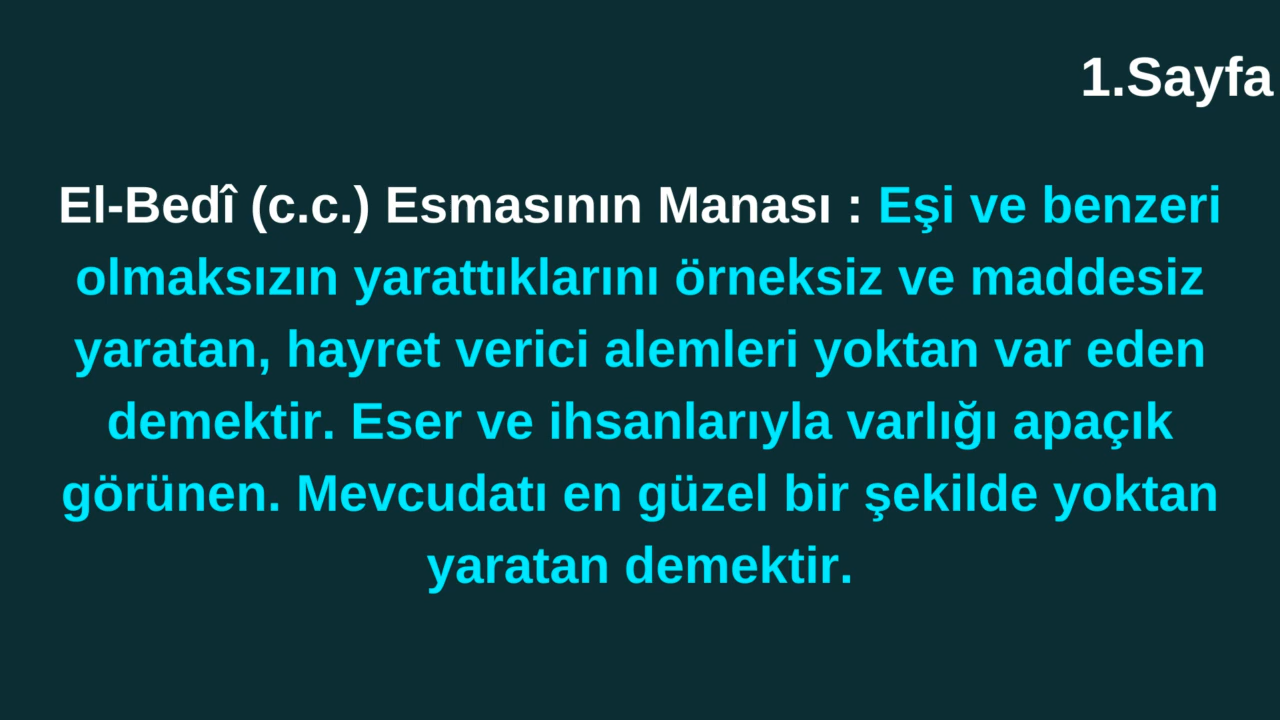 1.Sayfa
El-Bedî (c.c.) Esmasının Manası : Eşi ve benzeri
olmaksızın yarattıklarını örneksiz ve maddesiz
yaratan, hayret verici alemleri yoktan var eden
demektir. Eser ve ihsanlarıyla varlığı apaçık
görünen. Mevcudatı en güzel bir şekilde yoktan
yaratan demektir.